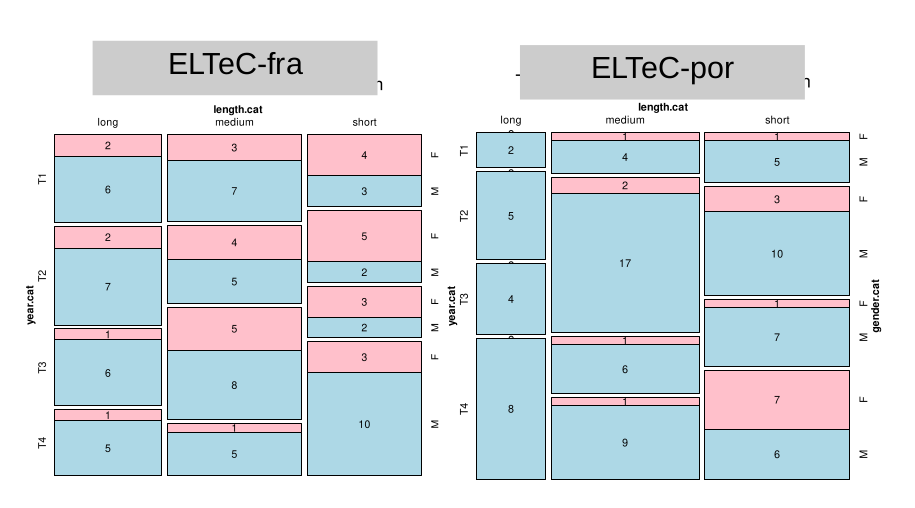 ELTeC-fra
n
length.cat
long medium short
year.cat
T1
T2
T3
T4
2 3 4 F
6 7 3 M
2 4 5 F
7 5 2 M
1 5 3 F
6 8 2 M
1 1 3 F
5 5 10 M
ELTeC-por
length.cat
long medium short
year.cat
T1
T2
T3
T4
1 1 F
2 4 5 M
2 3 F
5 17 10 M
1 1 F
4 6 7 M
1 7 F
8 9 6 M
gender.cat